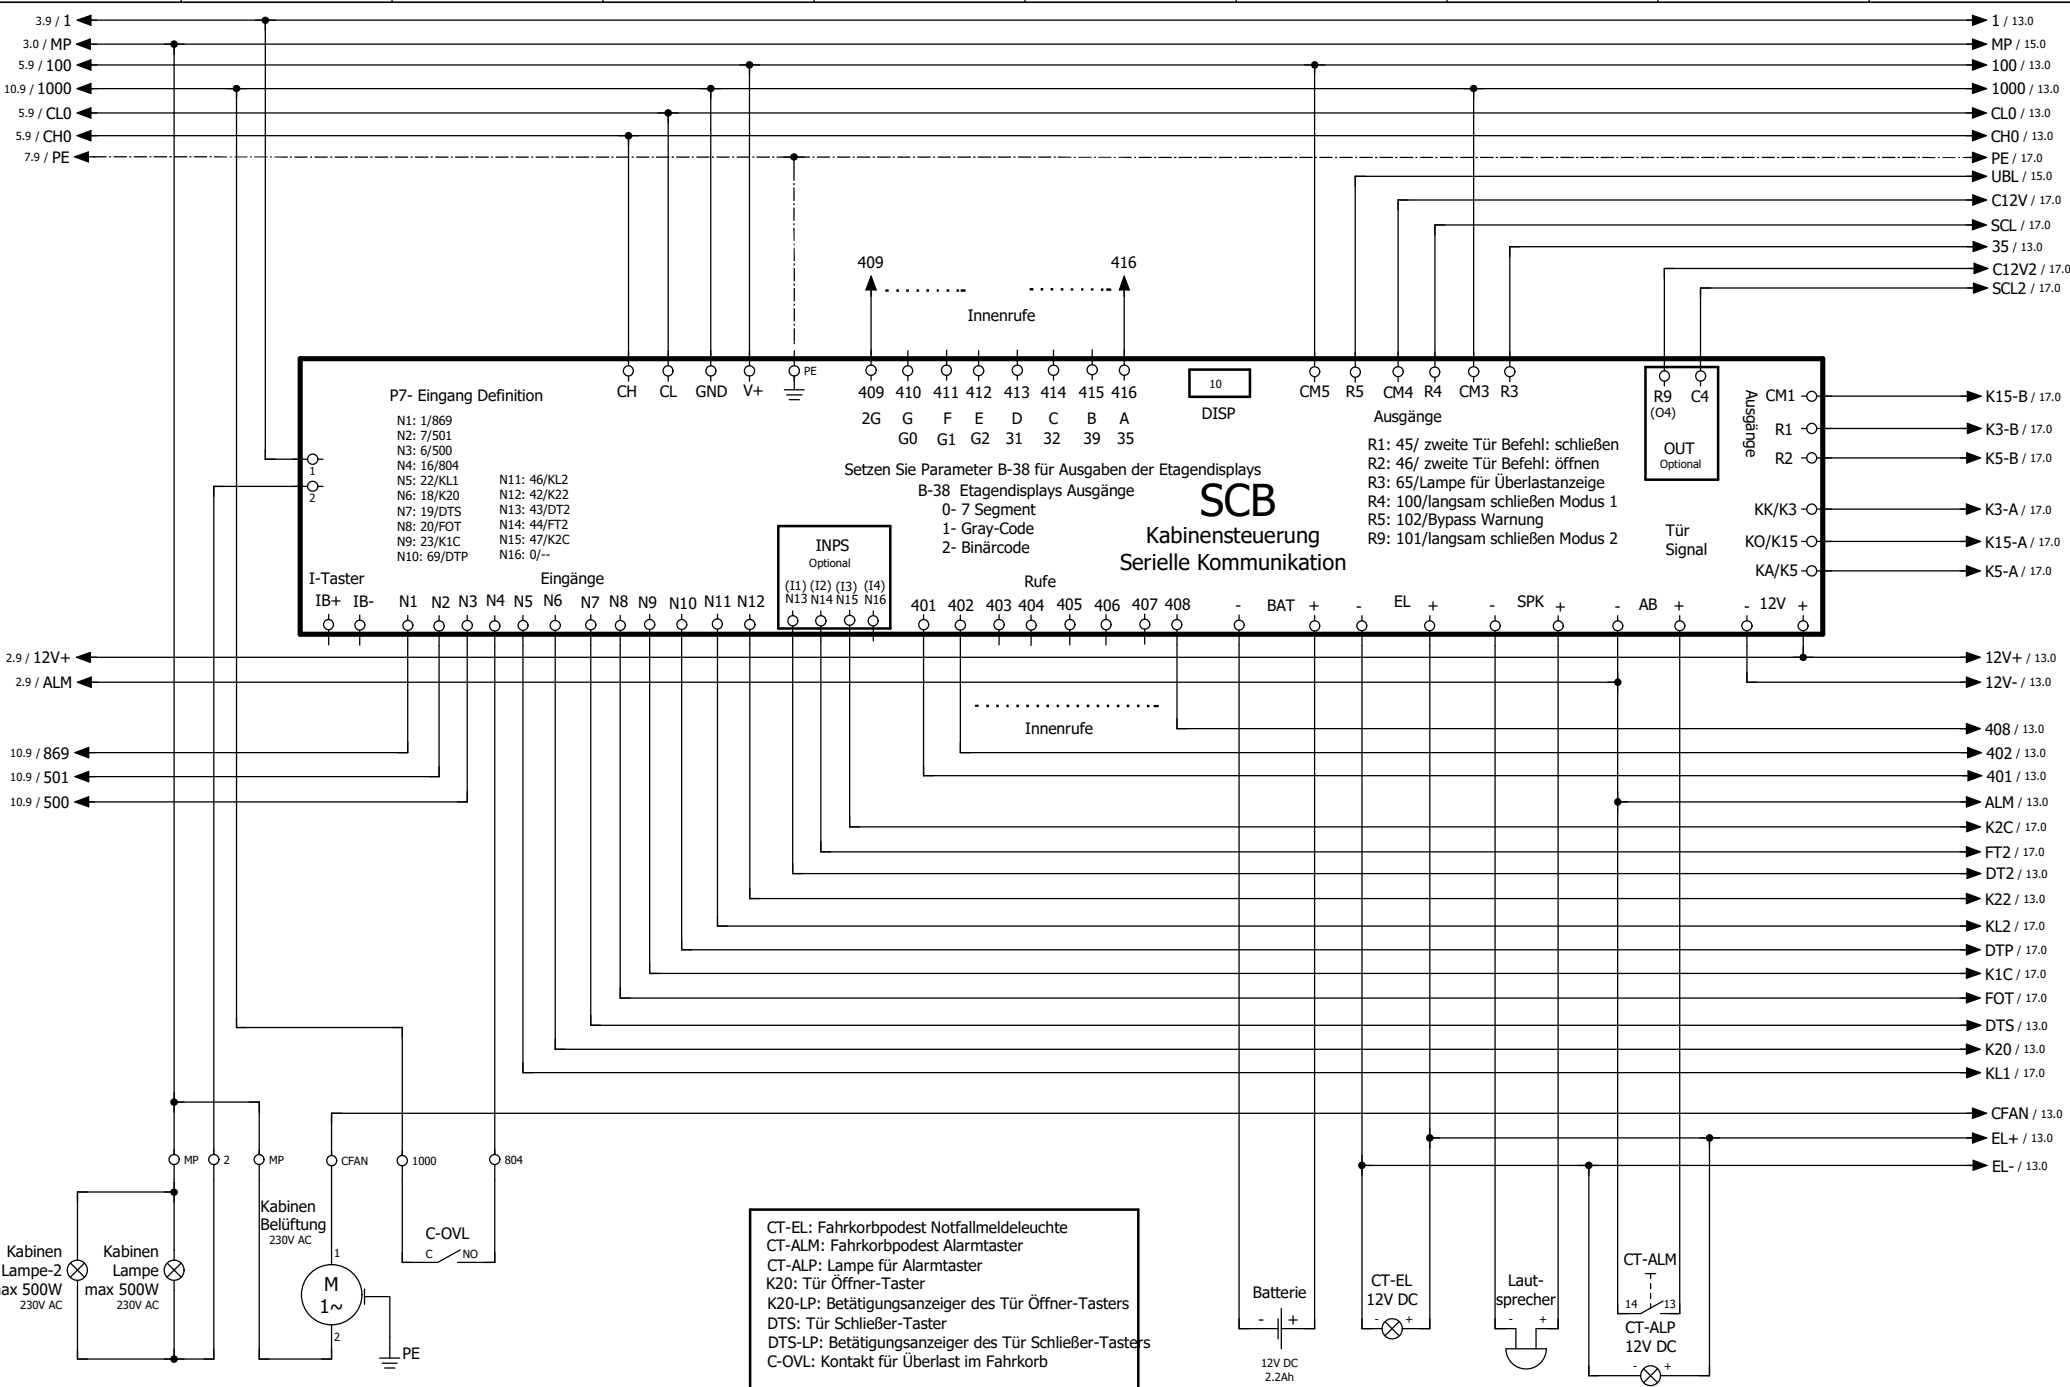 3.9 / 1
3.0 / MP
5.9 / 100
10.9 / 1000
5.9 / CL0
5.9 / CH0
7.9 / PE
1 / 13.0
MP / 15.0
100 / 13.0
1000 / 13.0
CL0 / 13.0
CH0 / 13.0
PE / 17.0
UBL / 15.0
C12V / 17.0
SCL / 17.0
35 / 13.0
C12V2 / 17.0
SCL2 / 17.0
409 416
Innenrufe
P7- Eingang Definition
N1: 1/869
N2: 7/501
N3: 6/500
N4: 16/804
N5: 22/KL1
N6: 18/K20
N7: 19/DTS
N8: 20/FOT
N9: 23/K1C
N10: 69/DTP
N11: 46/KL2
N12: 42/K22
N13: 43/DT2
N14: 44/FT2
N15: 47/K2C
N16: 0/--
1
2
CH CL GND V+ PE
409 410 411 412 413 414 415 416
2G G F E D C B A
G0 G1 G2 31 32 39 35
10
DISP
CM5 R5 CM4 R4 CM3 R3
R9 C4
(O4)
OUT
Optional
Ausgänge
R1: 45/ zweite Tür Befehl: schließen
R2: 46/ zweite Tür Befehl: öffnen
R3: 65/Lampe für Überlastanzeige
R4: 100/langsam schließen Modus 1
R5: 102/Bypass Warnung
R9: 101/langsam schließen Modus 2
Ausgänge
CM1
R1
R2
KK/K3
KO/K15
KA/K5
Tür
Signal
K15-B / 17.0
K3-B / 17.0
K5-B / 17.0
K3-A / 17.0
K15-A / 17.0
K5-A / 17.0
Setzen Sie Parameter B-38 für Ausgaben der Etagendisplays
B-38 Etagendisplays Ausgänge
0- 7 Segment
1- Gray-Code
2- Binärcode
SCB
Kabinensteuerung
Serielle Kommunikation
INPS
Optional
(I1) (I2) (I3) (I4)
N13 N14 N15 N16
I-Taster
IB+ IB-
Eingänge
N1 N2 N3 N4 N5 N6 N7 N8 N9 N10 N11 N12
Rufe
401 402 403 404 405 406 407 408
- BAT + - EL + - SPK + - AB + - 12V +
2.9 / 12V+
2.9 / ALM
10.9 / 869
10.9 / 501
10.9 / 500
Innenrufe
12V+ / 13.0
12V- / 13.0
408 / 13.0
402 / 13.0
401 / 13.0
ALM / 13.0
K2C / 17.0
FT2 / 17.0
DT2 / 13.0
K22 / 13.0
KL2 / 17.0
DTP / 17.0
K1C / 17.0
FOT / 17.0
DTS / 13.0
K20 / 13.0
KL1 / 17.0
CFAN / 13.0
EL+ / 13.0
EL- / 13.0
MP 2 MP CFAN 1000 804
Kabinen
Lampe-2
max 500W
230V AC
Kabinen
Lampe
max 500W
230V AC
Kabinen
Belüftung
230V AC
1
M
1~
2
PE
C-OVL
C NO
CT-EL: Fahrkorbpodest Notfallmeldeleuchte
CT-ALM: Fahrkorbpodest Alarmtaster
CT-ALP: Lampe für Alarmtaster
K20: Tür Öffner-Taster
K20-LP: Betätigungsanzeiger des Tür Öffner-Tasters
DTS: Tür Schließer-Taster
DTS-LP: Betätigungsanzeiger des Tür Schließer-Tasters
C-OVL: Kontakt für Überlast im Fahrkorb
Batterie
- +
12V DC
2.2Ah
CT-EL
12V DC
- +
Laut-
sprecher
- +
CT-ALM
14 13
CT-ALP
12V DC
- +